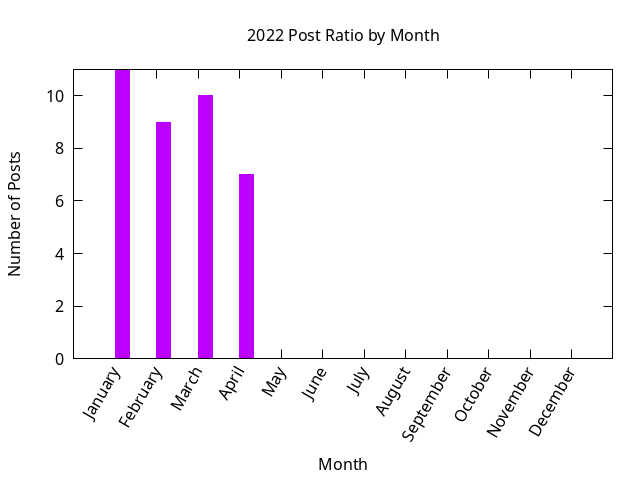 2022 Post Ratio by Month
10
8
6
4
2
0
Number of Posts
January
February
March
April
May
June
July
August
September
October
November
December
Month